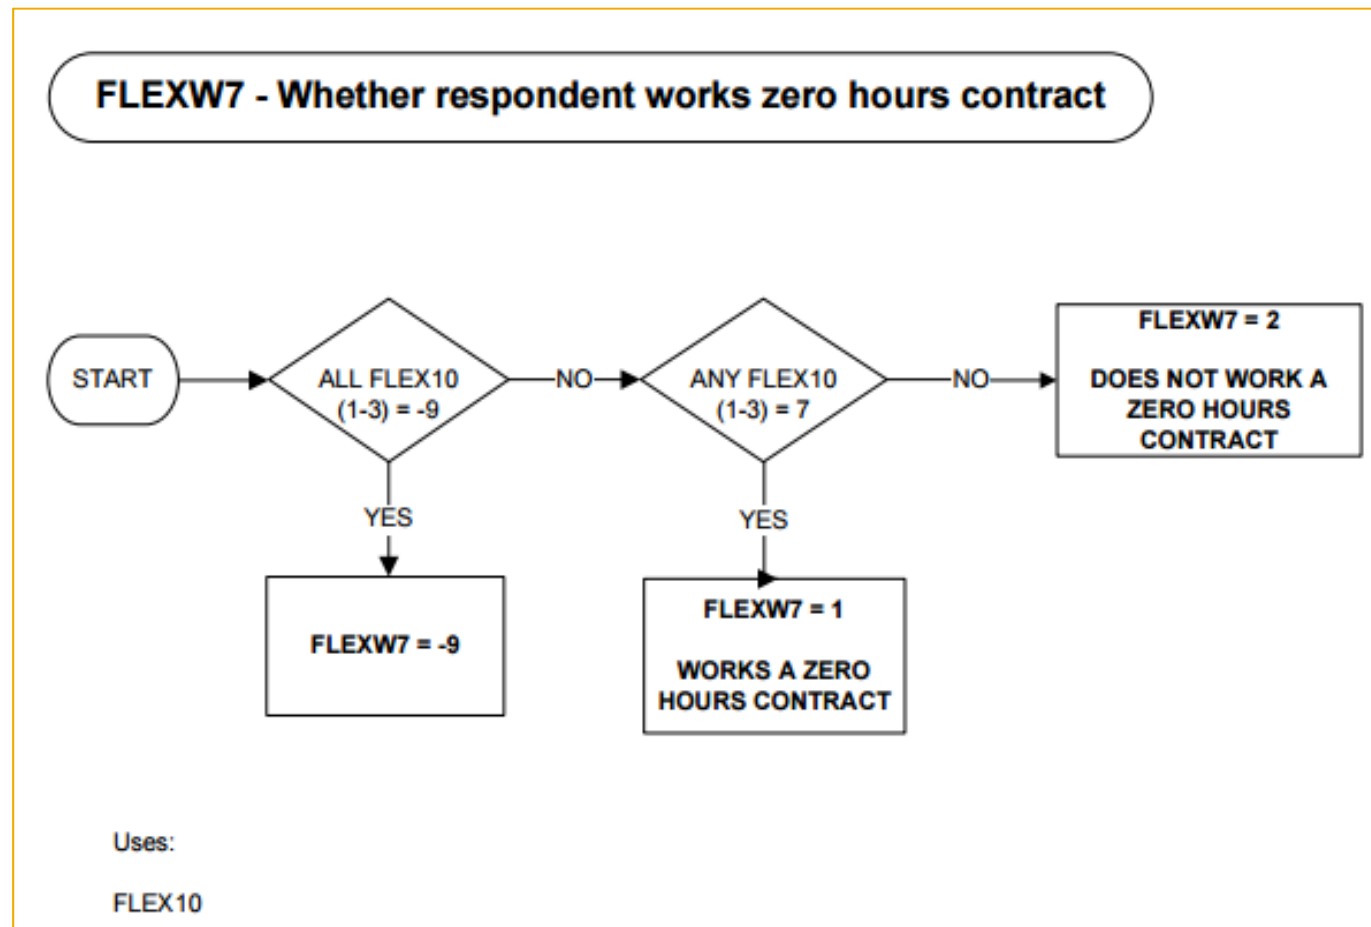 FLEXW7 - Whether respondent works zero hours contract
START
ALL FLEX10
(1-3) = -9
NO
ANY FLEX10
(1-3) = 7
NO
FLEXW7 = 2
DOES NOT WORK A
ZERO HOURS
CONTRACT
YES
YES
FLEXW7 = -9
FLEXW7 = 1
WORKS A ZERO
HOURS CONTRACT
Uses:
FLEX10